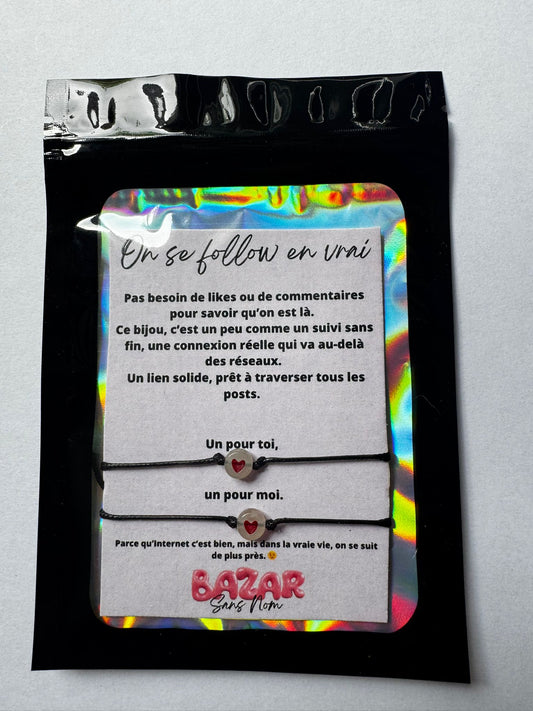 On se follow en vrai
Pas besoin de likes ou de commentaires
pour savoir qu'on est là.
Ce bijou, c'est un peu comme un suivi sans
fin, une connexion réelle qui va au-delà
des réseaux.
Un lien solide, prêt à traverser tous les
posts.
Un pour toi,
un pour moi.
Parce qu'Internet c'est bien, mais dans la vraie vie, on se suit
de plus près. 😉
BAZAR
Sans Nom